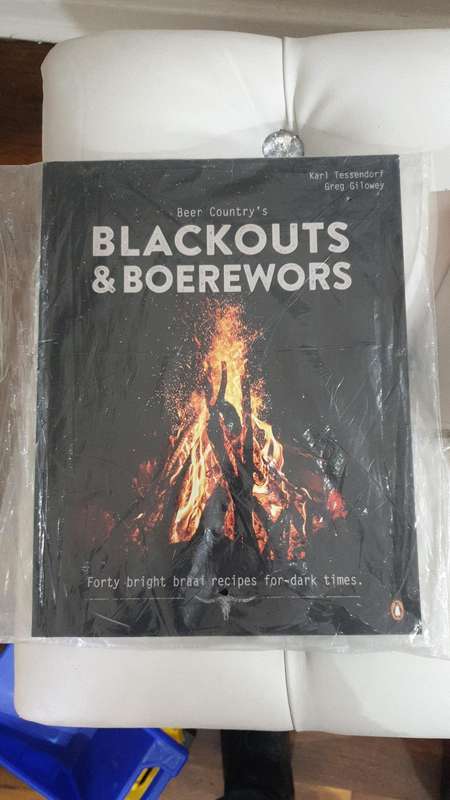 Karl Tessendorf
Greg Gilowey
Beer Country's
BLACKOUTS
& BOEREWORS
Forty bright braai recipes for dark times.